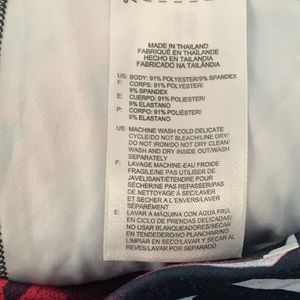 MADE IN THAILAND
FABRIQUÉ EN THAÏLANDE
HECHO EN TAILANDIA
FABRICADO NA TAILÂNDIA
US: BODY: 91% POLYESTER/9% SPANDEX
F: CORPS: 91% POLYESTER/
9% SPANDEX
E: CUERPO: 91% POLIÉSTER/
9% ELASTANO
P: CORPO: 91% POLIÉSTER/
9% ELASTANO
US: MACHINE WASH COLD DELICATE
CYCLE/DO NOT BLEACH/LINE DRY/
DO NOT IRON/DO NOT DRY CLEAN/
WASH AND DRY INSIDE OUT/WASH
SEPARATELY
F: LAVAGE MACHINE-EAU FROIDE
FRAGILE/NE PAS UTILISER DE
JAVELISANT/ÉTENDRE POUR
SÉCHER/NE PAS REPASSER/PAS
DE NETTOYAGE À SEC/LAVER
ET SÉCHER À L'ENVERS/LAVER
SÉPARÉMENT
E: LAVAR A MÁQUINA CON AGUA FRÍA
EN CICLO DE PRENDAS DELICADAS/
NO USAR BLANQUEADORES/SECAR
EN TENDEDERO/NO PLANCHAR/NO
LIMPIAR EN SECO/LAVAR Y SECAR AL
REVÉS/LAVAR POR SEPARADO